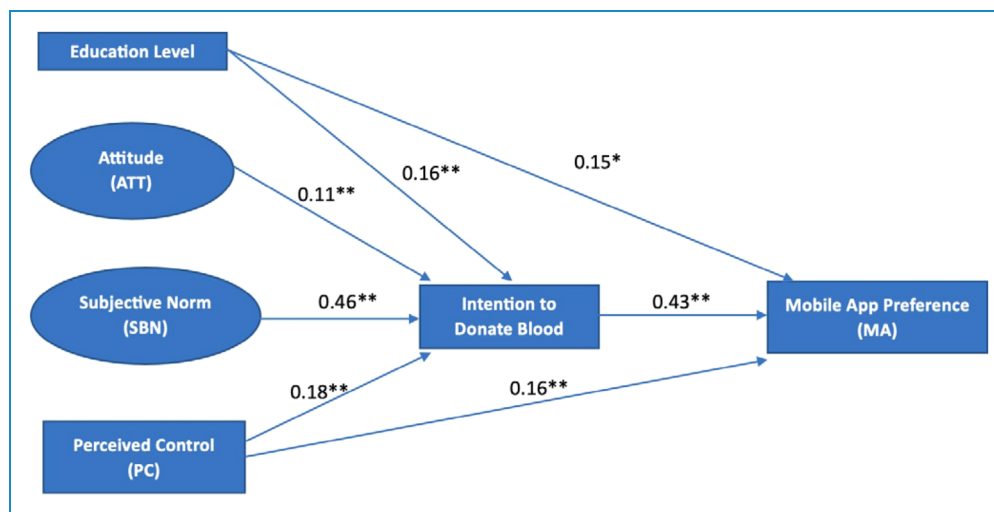 Education Level
0.15*
Attitude
(ATT)
0.16**
0.11**
Subjective Norm
(SBN)
0.46**
Intention to
Donate Blood
0.43**
Mobile App Preference
(MA)
0.18**
0.16**
Perceived Control
(PC)